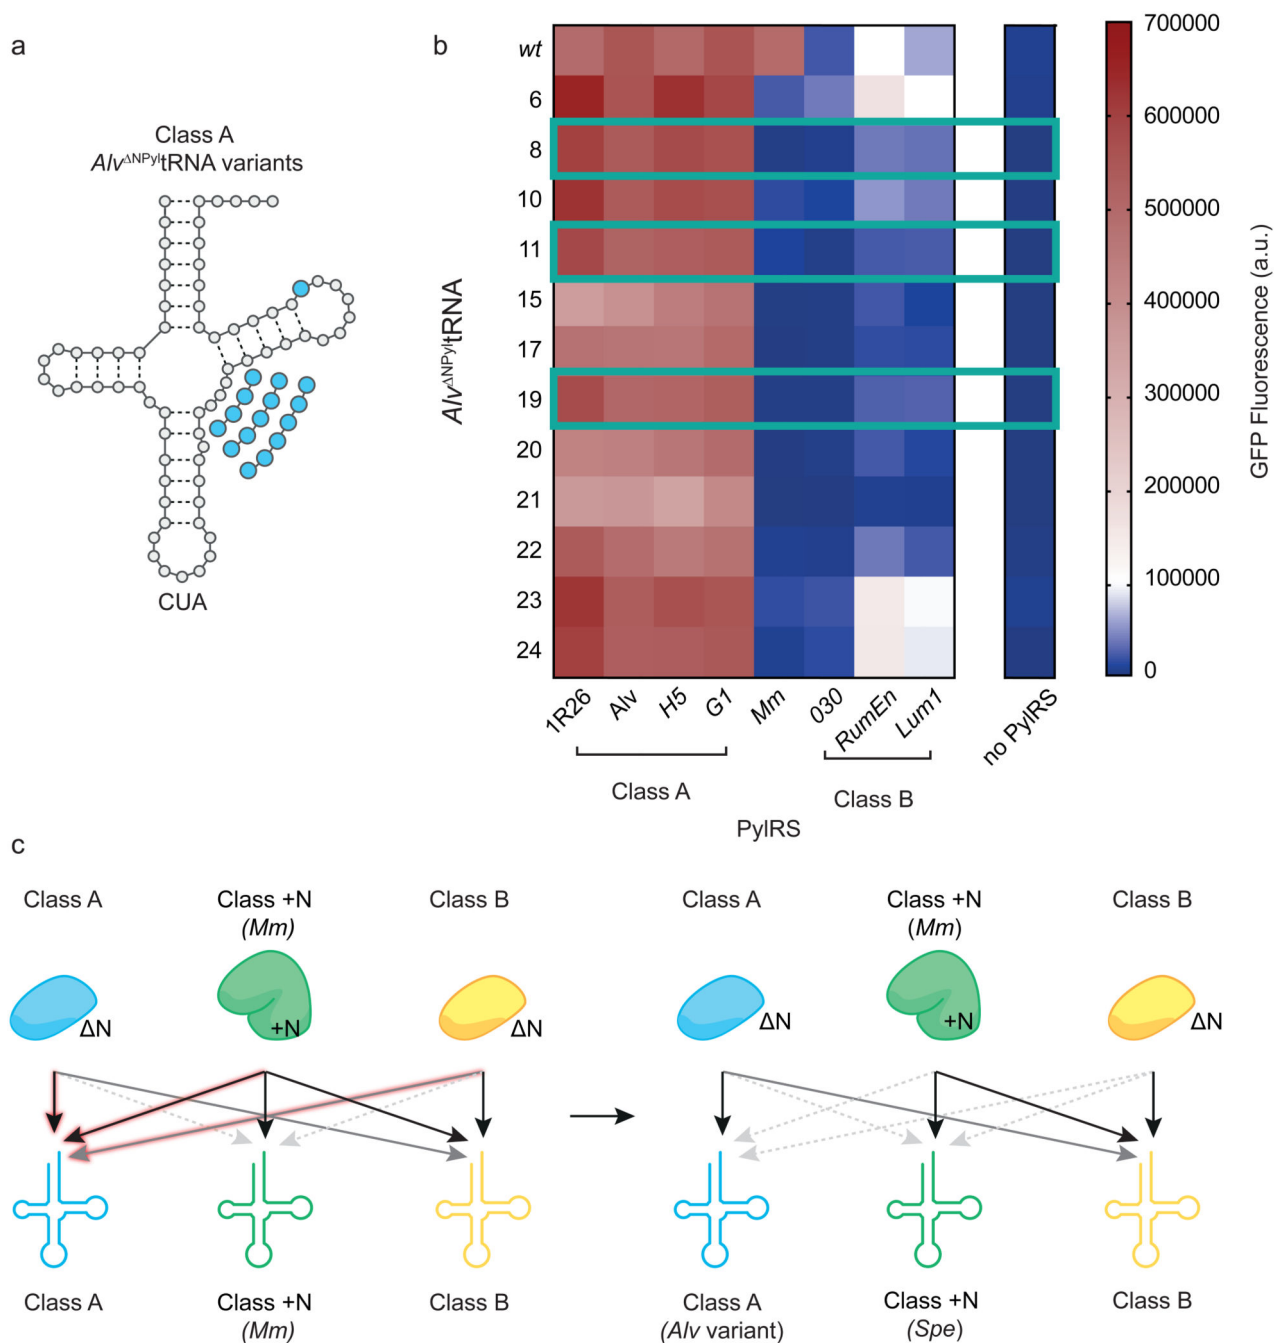 a
Class A
Alv^ΔNPyl tRNA variants
CUA
b
wt
6
8
10
11
15
17
19
20
21
22
23
24
Alv^ΔNPyl tRNA
1R26
Alv
H5
G1
Mm
030
RumEn
Lum1
no PylRS
Class A
Class B
PylRS
700000
600000
500000
400000
300000
200000
100000
0
GFP Fluorescence (a.u.)
c
Class A
Class +N
(Mm)
Class B
ΔN
+N
ΔN
Class A
Class +N
(Mm)
Class B
Class A
Class +N
(Mm)
Class B
ΔN
+N
ΔN
Class A
(Alv variant)
Class +N
(Spe)
Class B